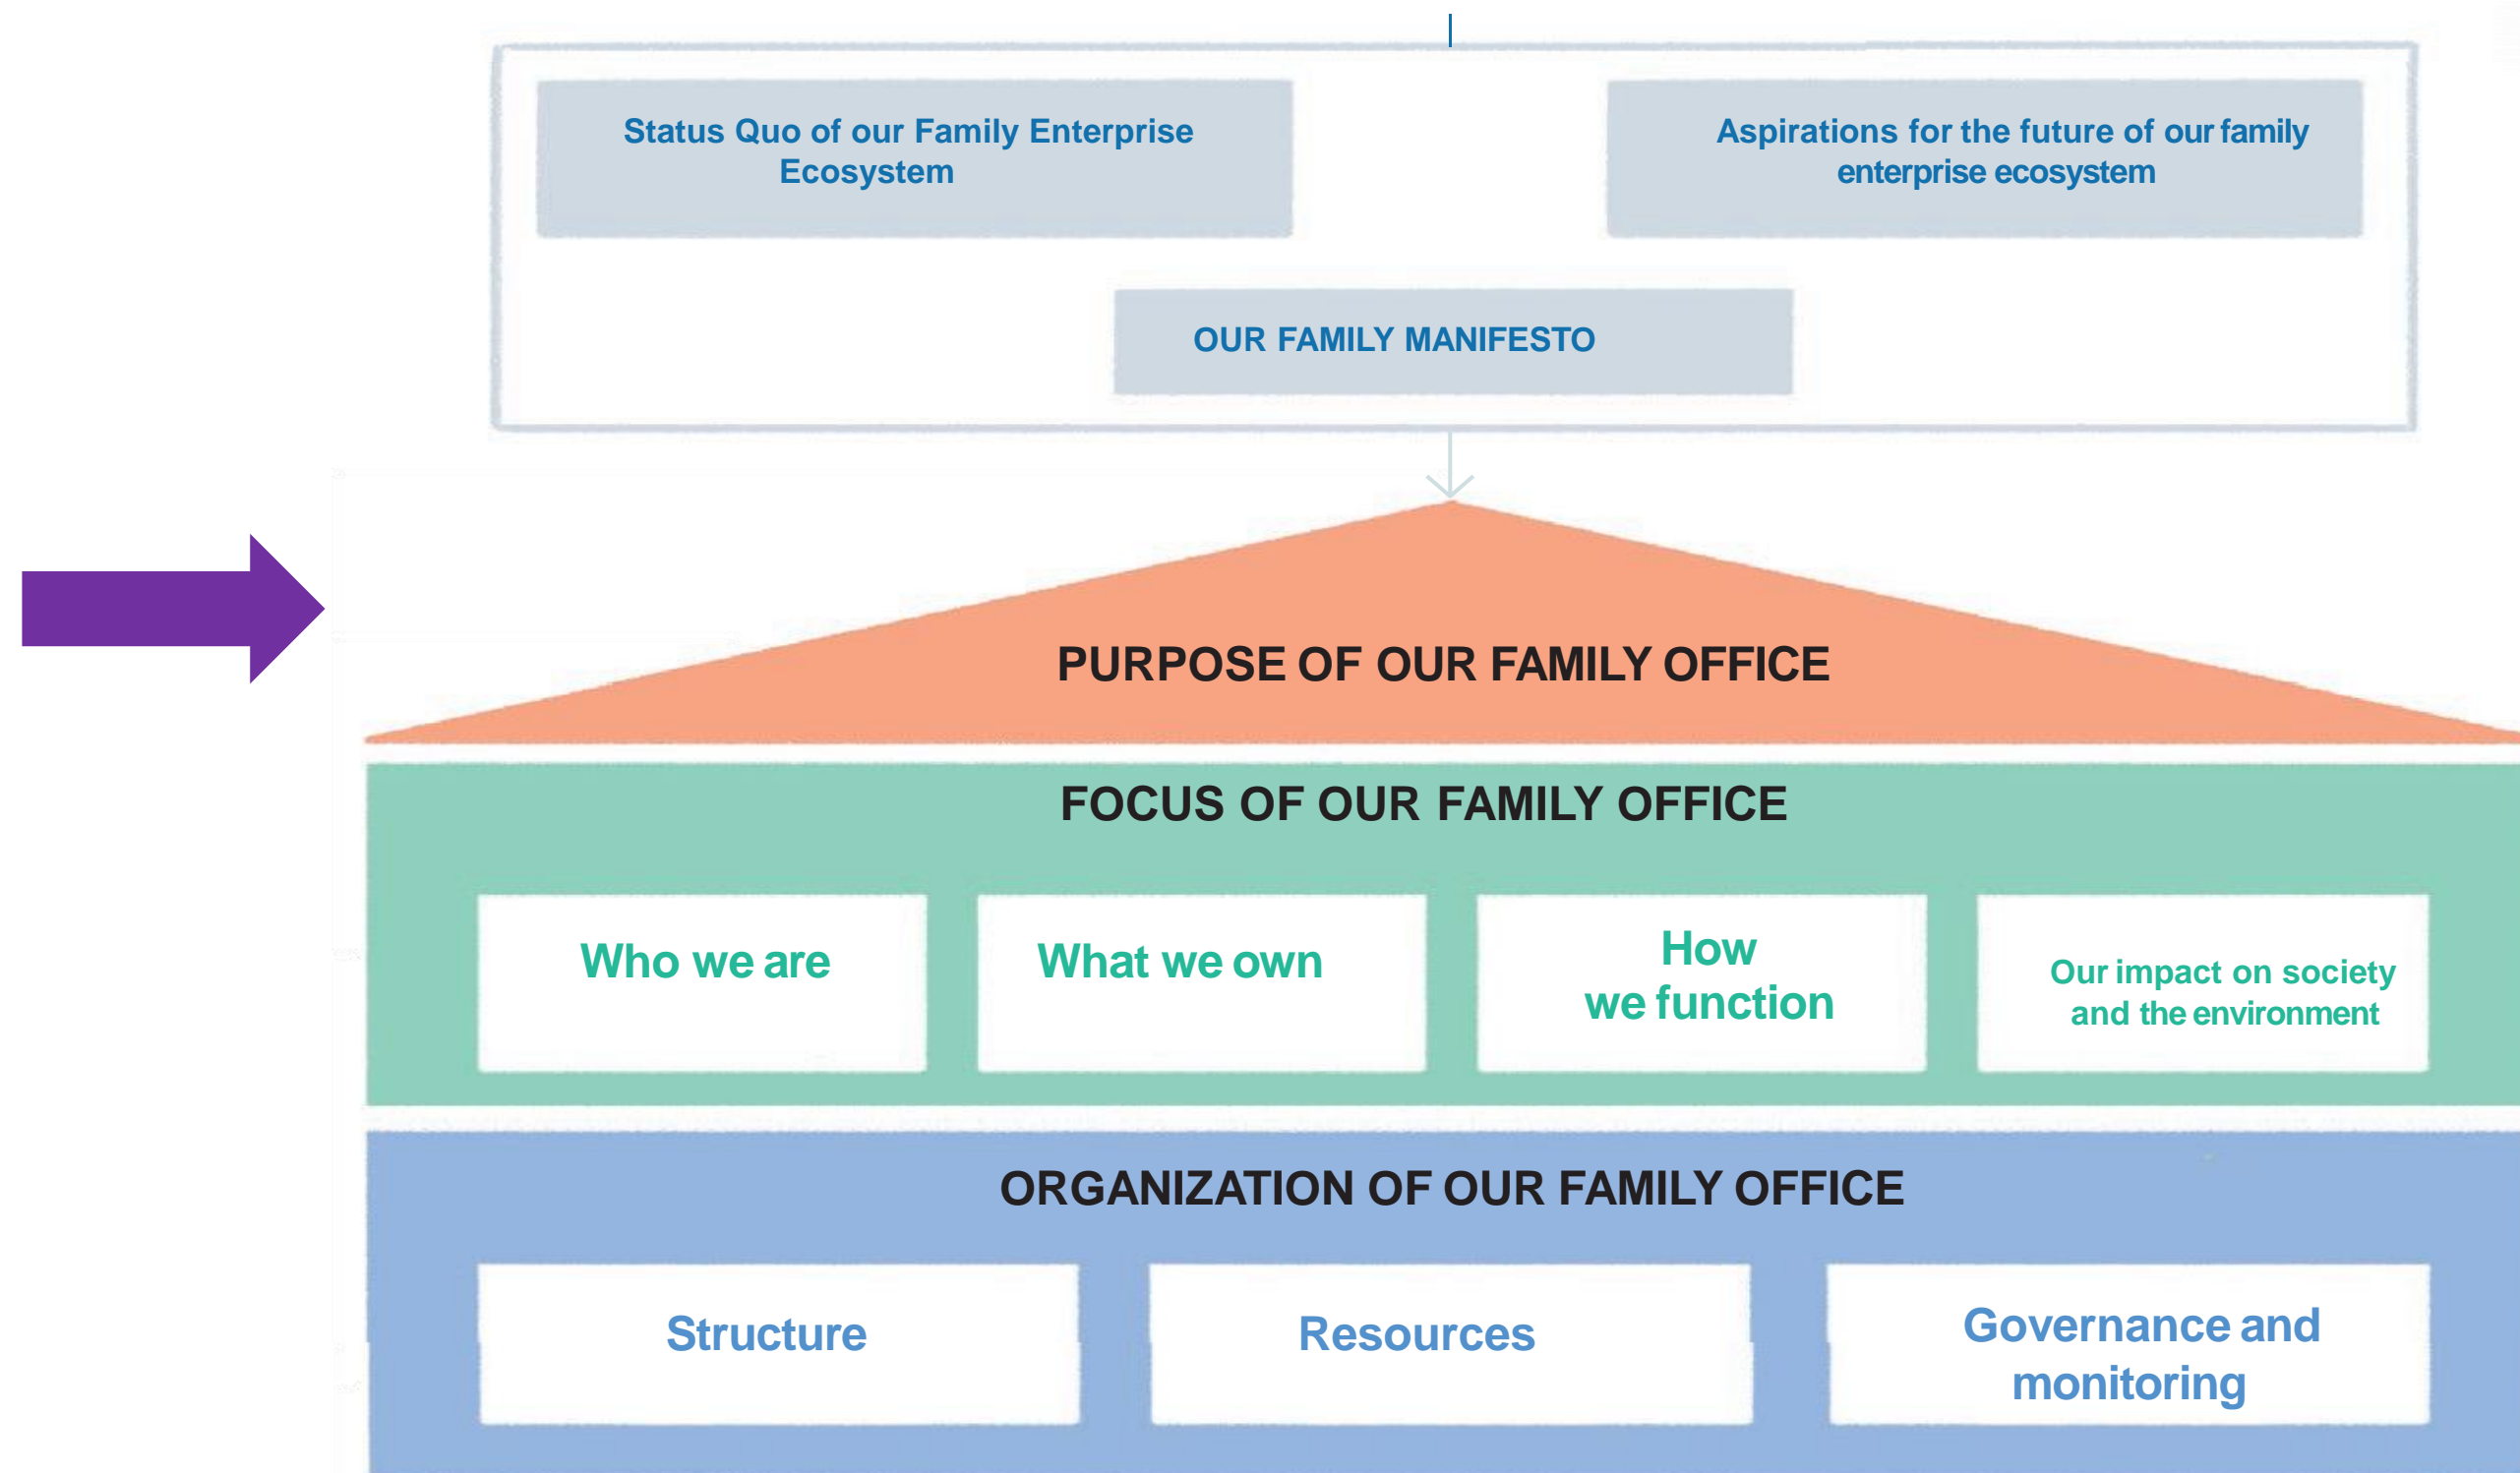 Status Quo of our Family Enterprise
Ecosystem
Aspirations for the future of our family
enterprise ecosystem
OUR FAMILY MANIFESTO
PURPOSE OF OUR FAMILY OFFICE
FOCUS OF OUR FAMILY OFFICE
Who we are
What we own
How
we function
Our impact on society
and the environment
ORGANIZATION OF OUR FAMILY OFFICE
Structure
Resources
Governance and
monitoring